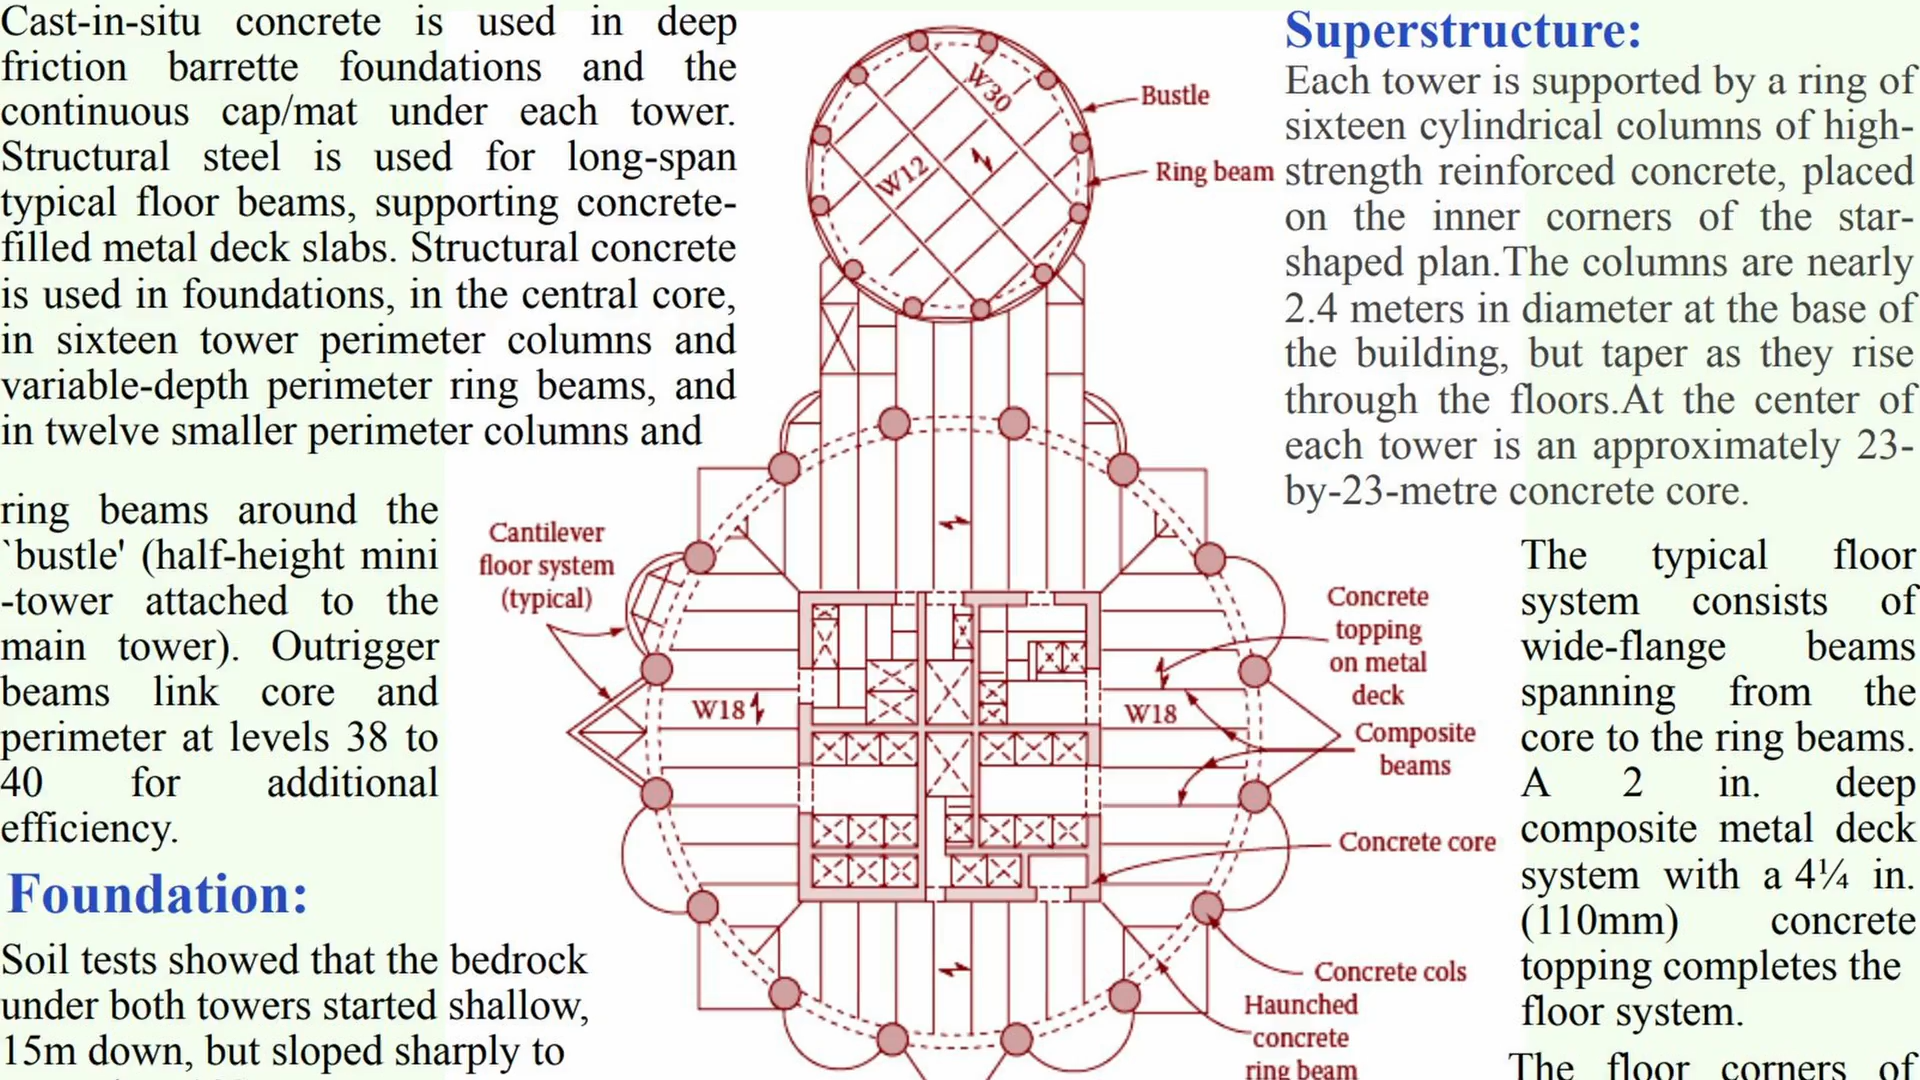 Cast-in-situ concrete is used in deep
friction barrette foundations and the
continuous cap/mat under each tower.
Structural steel is used for long-span
typical floor beams, supporting concrete-
filled metal deck slabs. Structural concrete
is used in foundations, in the central core,
in sixteen tower perimeter columns and
variable-depth perimeter ring beams, and
in twelve smaller perimeter columns and
ring beams around the
`bustle' (half-height mini
-tower attached to the
main tower). Outrigger
beams link core and
perimeter at levels 38 to
40 for additional
efficiency.
Foundation:
Soil tests showed that the bedrock
under both towers started shallow,
15m down, but sloped sharply to
W30
W12
Bustle
Ring beam
Cantilever
floor system
(typical)
W18
W18
Concrete
topping
on metal
deck
Composite
beams
Concrete core
Concrete cols
Haunched
concrete
ring beam
Superstructure:
Each tower is supported by a ring of
sixteen cylindrical columns of high-
strength reinforced concrete, placed
on the inner corners of the star-
shaped plan.The columns are nearly
2.4 meters in diameter at the base of
the building, but taper as they rise
through the floors.At the center of
each tower is an approximately 23-
by-23-metre concrete core.
The typical floor
system consists of
wide-flange beams
spanning from the
core to the ring beams.
A 2 in. deep
composite metal deck
system with a 4¼ in.
(110mm) concrete
topping completes the
floor system.
The floor corners of